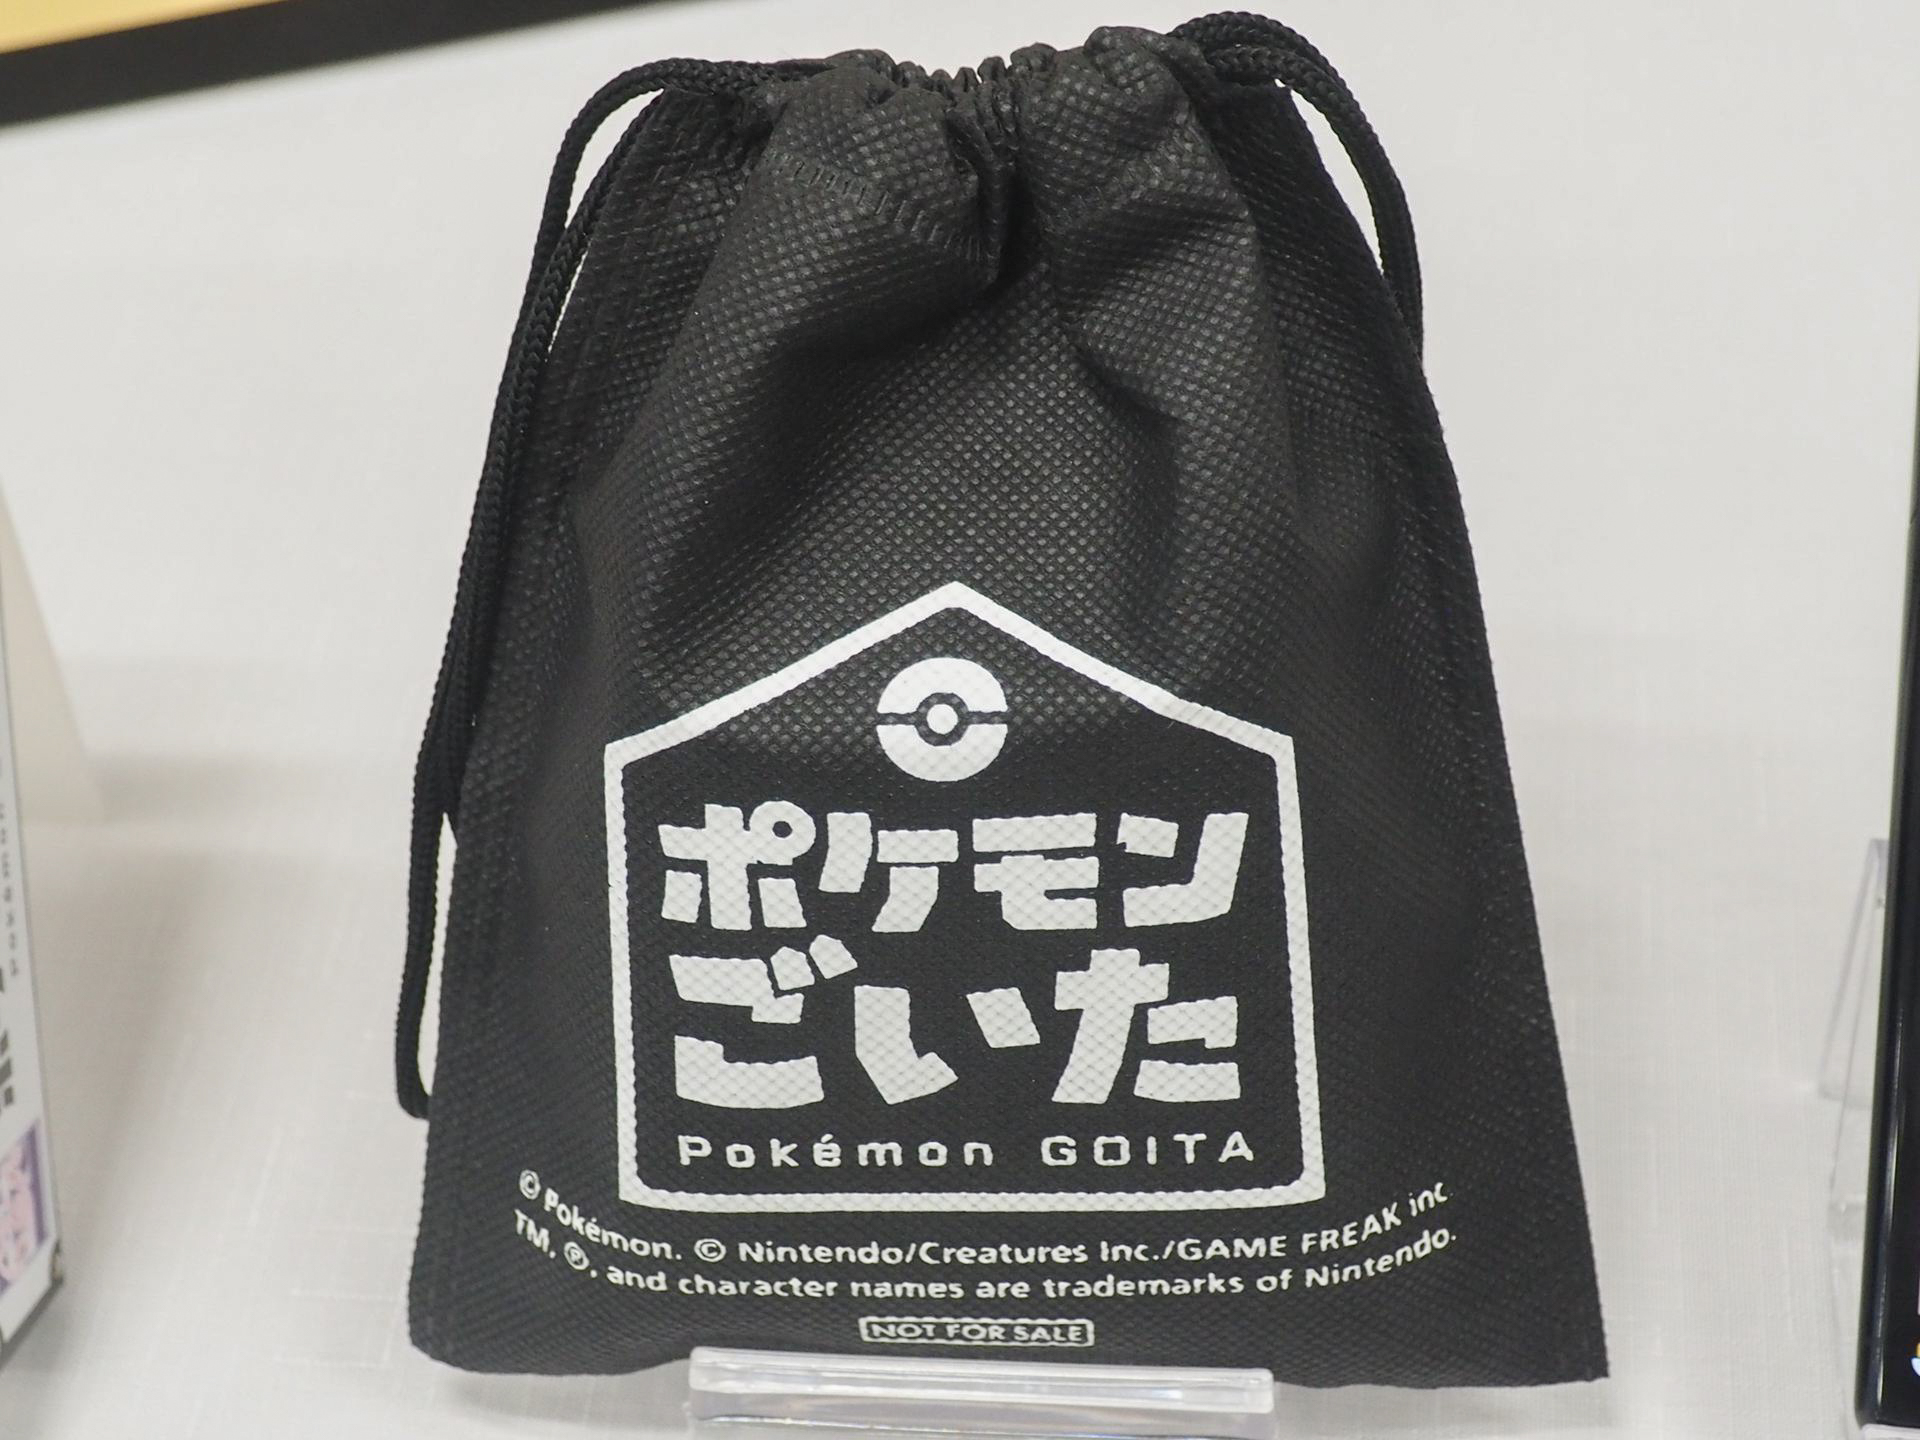 ポケモン
ごいた
Pokémon GOITA
© Pokémon. © Nintendo/Creatures Inc./GAME FREAK inc
TM, ®, and character names are trademarks of Nintendo.
NOT FOR SALE